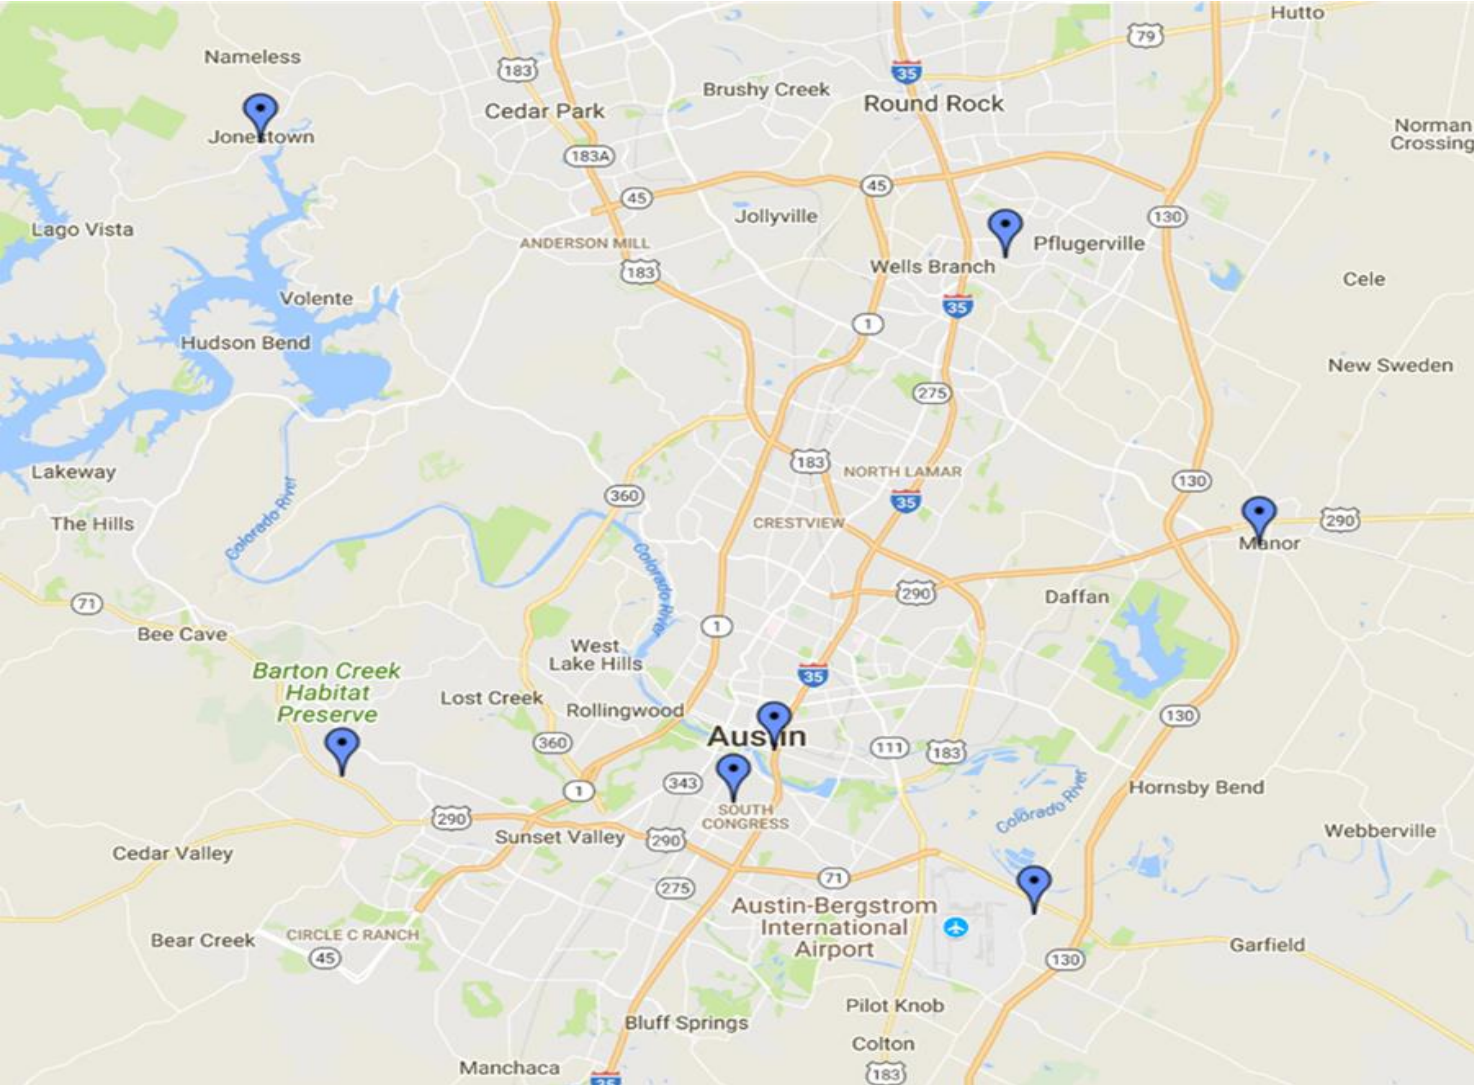 Hutto
79
Nameless
183
35
Brushy Creek
Round Rock
Cedar Park
Norman
Crossing
Jonestown
183A
45
45
Jollyville
130
Lago Vista
ANDERSON MILL
Pflugerville
Wells Branch
183
Cele
Volente
35
1
Hudson Bend
New Sweden
275
183
NORTH LAMAR
Lakeway
130
360
35
The Hills
CRESTVIEW
290
Colorado River
Manor
Colorado River
290
Daffan
71
1
Bee Cave
West
Lake Hills
Barton Creek
Habitat
Preserve
35
Lost Creek
Rollingwood
130
Austin
360
111
183
343
1
Hornsby Bend
Colorado River
SOUTH
CONGRESS
290
Sunset Valley
290
Webberville
Cedar Valley
71
275
Austin-Bergstrom
International
Airport
CIRCLE C RANCH
Bear Creek
Garfield
45
130
Pilot Knob
Bluff Springs
Colton
Manchaca
183
35